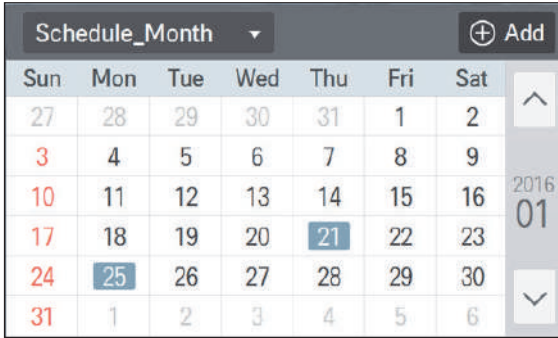 Schedule_Month Add
Sun Mon Tue Wed Thu Fri Sat
27 28 29 30 31 1 2
3 4 5 6 7 8 9
10 11 12 13 14 15 16 2016
17 18 19 20 21 22 23 01
24 25 26 27 28 29 30
31 1 2 3 4 5 6